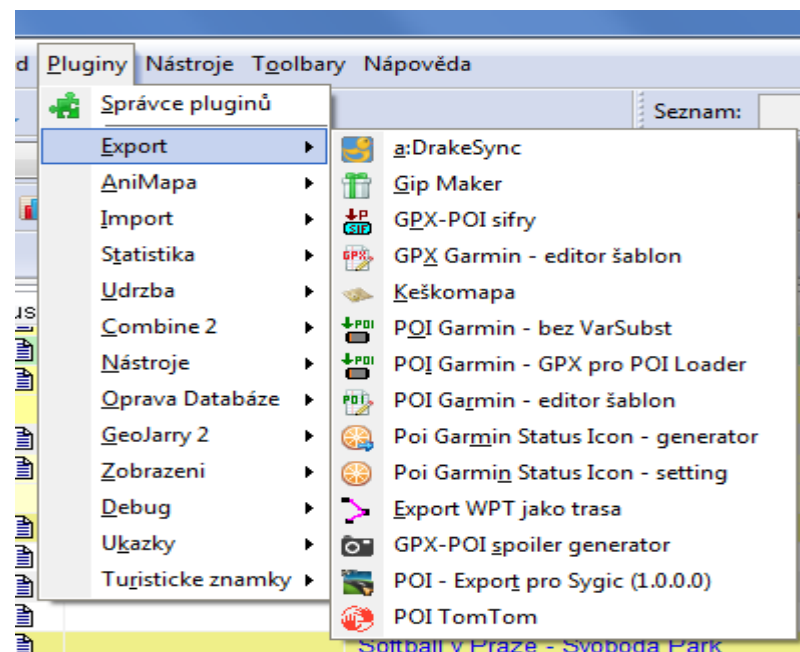 d Pluginy Nástroje Toolbary Nápověda
Správce pluginů
Seznam:
Export
AniMapa
Import
Statistika
Udrzba
Combine 2
Nástroje
Oprava Databáze
GeoJarry 2
Zobrazeni
Debug
Ukazky
Turisticke znamky
a:DrakeSync
Gip Maker
GPX-POI sifry
GPX Garmin - editor šablon
Keškomapa
POI Garmin - bez VarSubst
POI Garmin - GPX pro POI Loader
POI Garmin - editor šablon
Poi Garmin Status Icon - generator
Poi Garmin Status Icon - setting
Export WPT jako trasa
GPX-POI spoiler generator
POI - Export pro Sygic (1.0.0.0)
POI TomTom
us
Softball v Praze - Svoboda Park